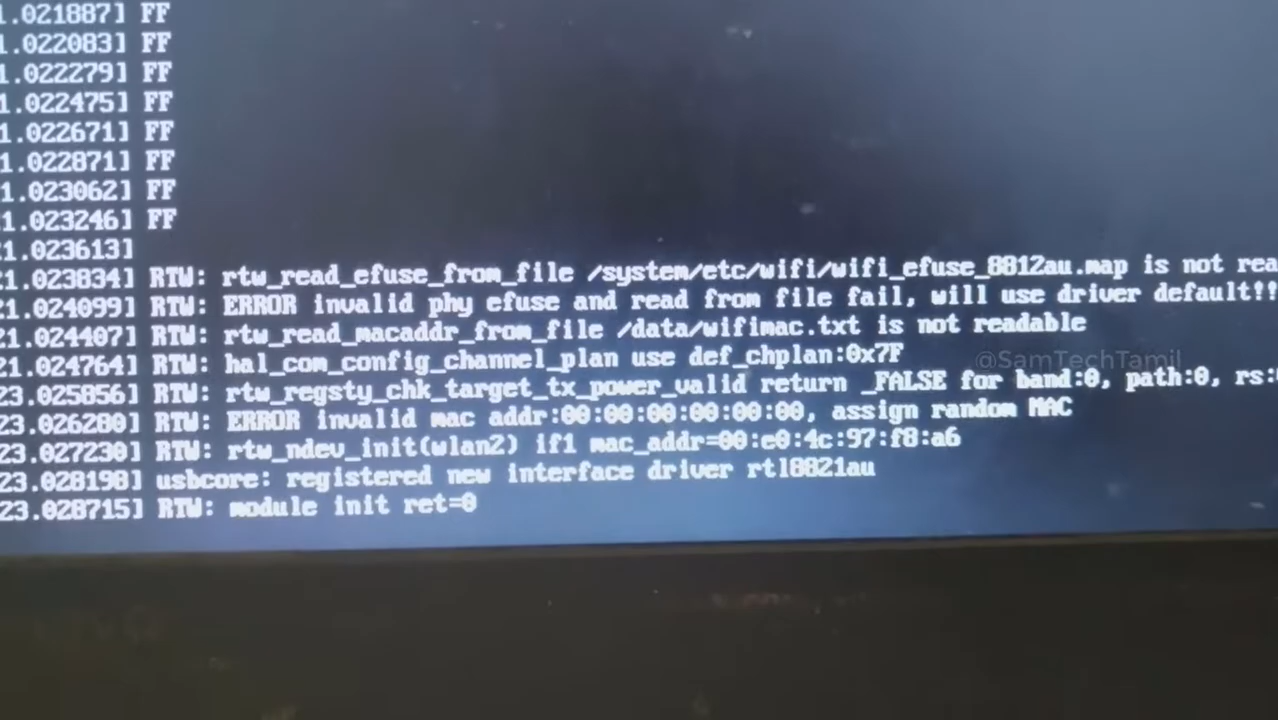 1.021887] FF
1.022083] FF
1.022279] FF
1.022475] FF
1.022671] FF
1.022871] FF
1.023062] FF
1.023246] FF
1.023613]
21.023834] RTW: rtw_read_efuse_from_file /system/etc/wifi/wifi_efuse_8812au.map is not rea
21.024099] RTW: ERROR invalid phy efuse and read from file fail, will use driver default!!
21.024407] RTW: rtw_read_macaddr_from_file /data/wifimac.txt is not readable
21.024764] RTW: hal_com_config_channel_plan use def_chplan:0x7F
@SamTechTamil
23.025856] RTW: rtw_regsty_chk_target_tx_power_valid return _FALSE for band:0, path:0, rs:0
23.026280] RTW: ERROR invalid mac addr:00:00:00:00:00:00, assign random MAC
23.027230] RTW: rtw_ndev_init(wlan2) if1 mac_addr=00:e0:4c:97:f8:a6
23.028198] usbcore: registered new interface driver rtl8821au
23.028715] RTW: module init ret=0